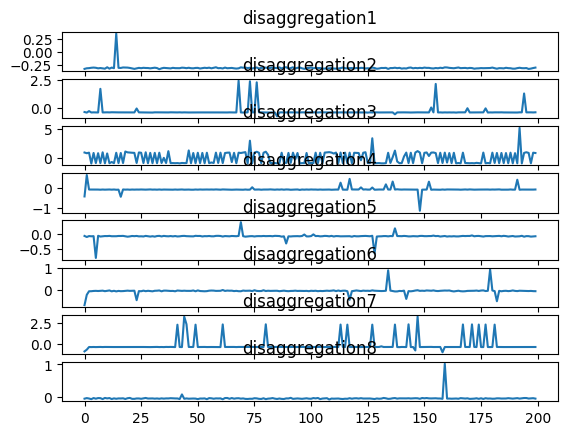 disaggregation1
0.25
0.00
−0.25
disaggregation2
2.5
0.0
disaggregation3
5
0
disaggregation4
0
−1
disaggregation5
0.0
−0.5
disaggregation6
1
0
disaggregation7
2.5
0.0
disaggregation8
1
0
0 25 50 75 100 125 150 175 200